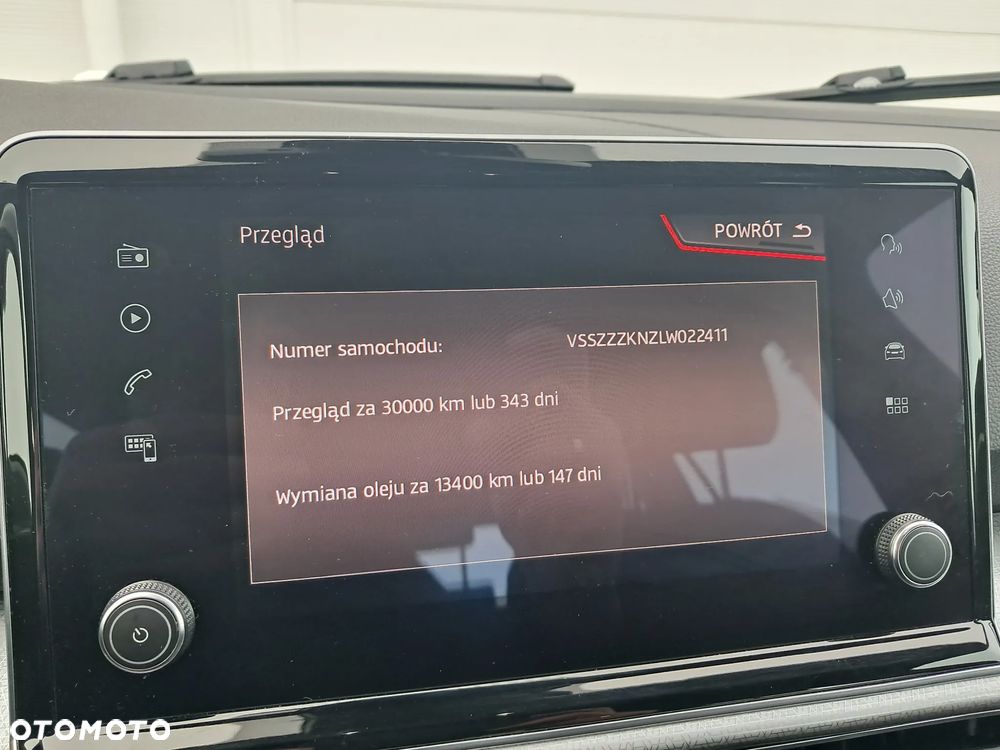 Przegląd
POWRÓT
Numer samochodu: VSSZZZKNZLW022411
Przegląd za 30000 km lub 343 dni
Wymiana oleju za 13400 km lub 147 dni
OTOMOTO